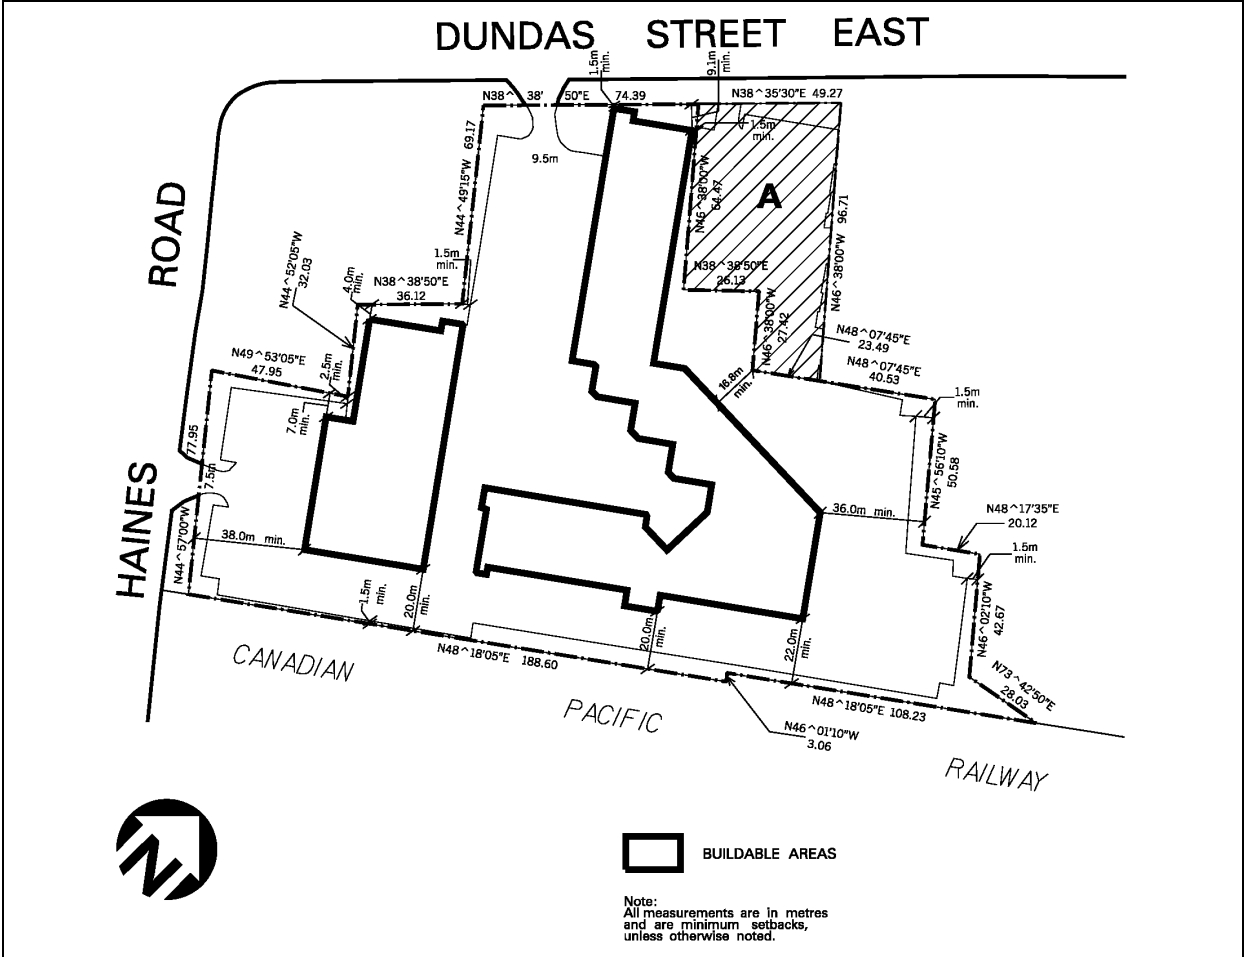 DUNDAS STREET EAST
1.5m
min.
9.1m
min.
N38^ 38' 50"E 74.39
N38^35'30"E 49.27
1.5m
min.
9.5m
N44^49'15"W 69.17
N46^38'00"W
64.47
A
N46^38'00"W 96.71
ROAD
N44^52'05"W
32.03
4.0m
min.
N38^38'50"E
36.12
1.5m
min.
N38^38'50"E
26.13
N46^38'00"W
27.42
N48^07'45"E
23.49
N48^07'45"E
40.53
N49^53'05"E
47.95
2.5m
min.
7.0m
min.
16.8m
min.
1.5m
min.
77.95
7.5m
N44^57'00"W
HAINES
38.0m min.
36.0m min.
N45^56'10"W
50.58
N48^17'35"E
20.12
1.5m
min.
1.5m
min.
20.0m
min.
20.0m
min.
22.0m
min.
N46^02'10"W
42.67
N73^42'50"E
28.03
N48^18'05"E 188.60
N48^18'05"E 108.23
N46^01'10"W
3.06
CANADIAN
PACIFIC
RAILWAY
N
BUILDABLE AREAS
Note:
All measurements are in metres
and are minimum setbacks,
unless otherwise noted.